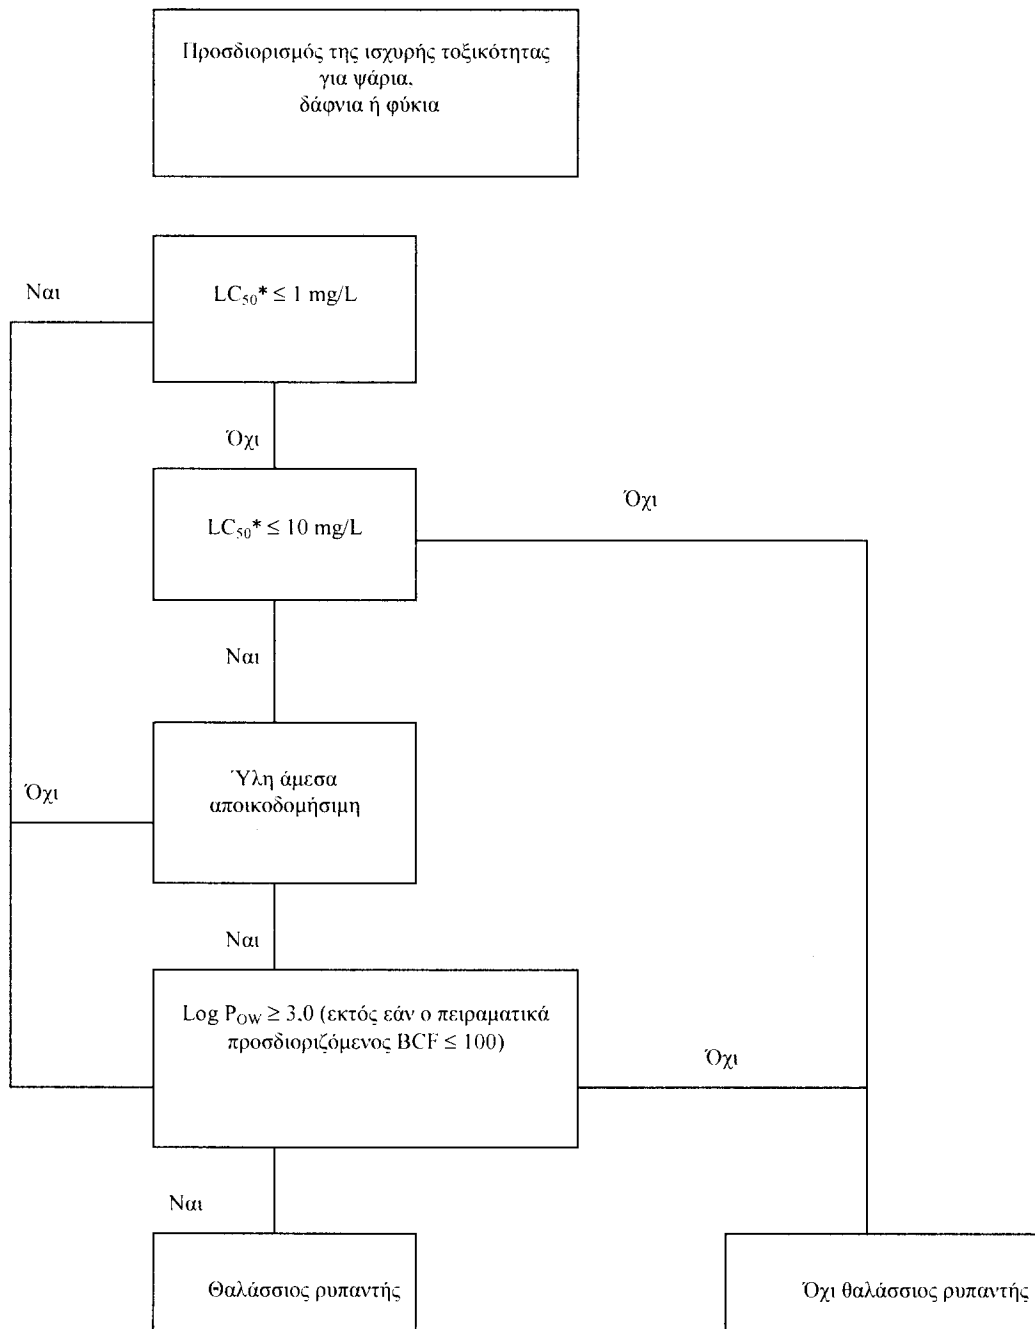 Προσδιορισμός της ισχυρής τοξικότητας
για ψάρια,
δάφνια ή φύκια
Ναι
LC₅₀* ≤ 1 mg/L
Όχι
LC₅₀* ≤ 10 mg/L
Όχι
Ναι
Ύλη άμεσα
αποικοδομήσιμη
Όχι
Ναι
Log P_OW ≥ 3,0 (εκτός εάν ο πειραματικά
προσδιοριζόμενος BCF ≤ 100)
Όχι
Ναι
Θαλάσσιος ρυπαντής
Όχι θαλάσσιος ρυπαντής